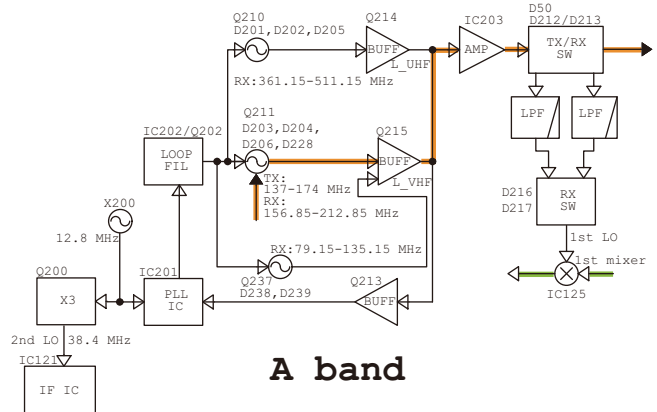 Q210
D201, D202, D205
Q214
BUFF
L_UHF
RX:361.15-511.15 MHz
IC203
AMP
D50
D212/D213
TX/RX
SW
LPF
LPF
Q211
D203, D204,
D206, D228
Q215
BUFF
L_VHF
TX:
137-174 MHz
RX:
156.85-212.85 MHz
IC202/Q202
LOOP
FIL
D216
D217
RX
SW
1st LO
1st mixer
IC125
X200
12.8 MHz
RX:79.15-135.15 MHz
Q237
D238, D239
Q213
BUFF
Q200
X3
IC201
PLL
IC
2nd LO
38.4 MHz
IC121
IF IC
A band